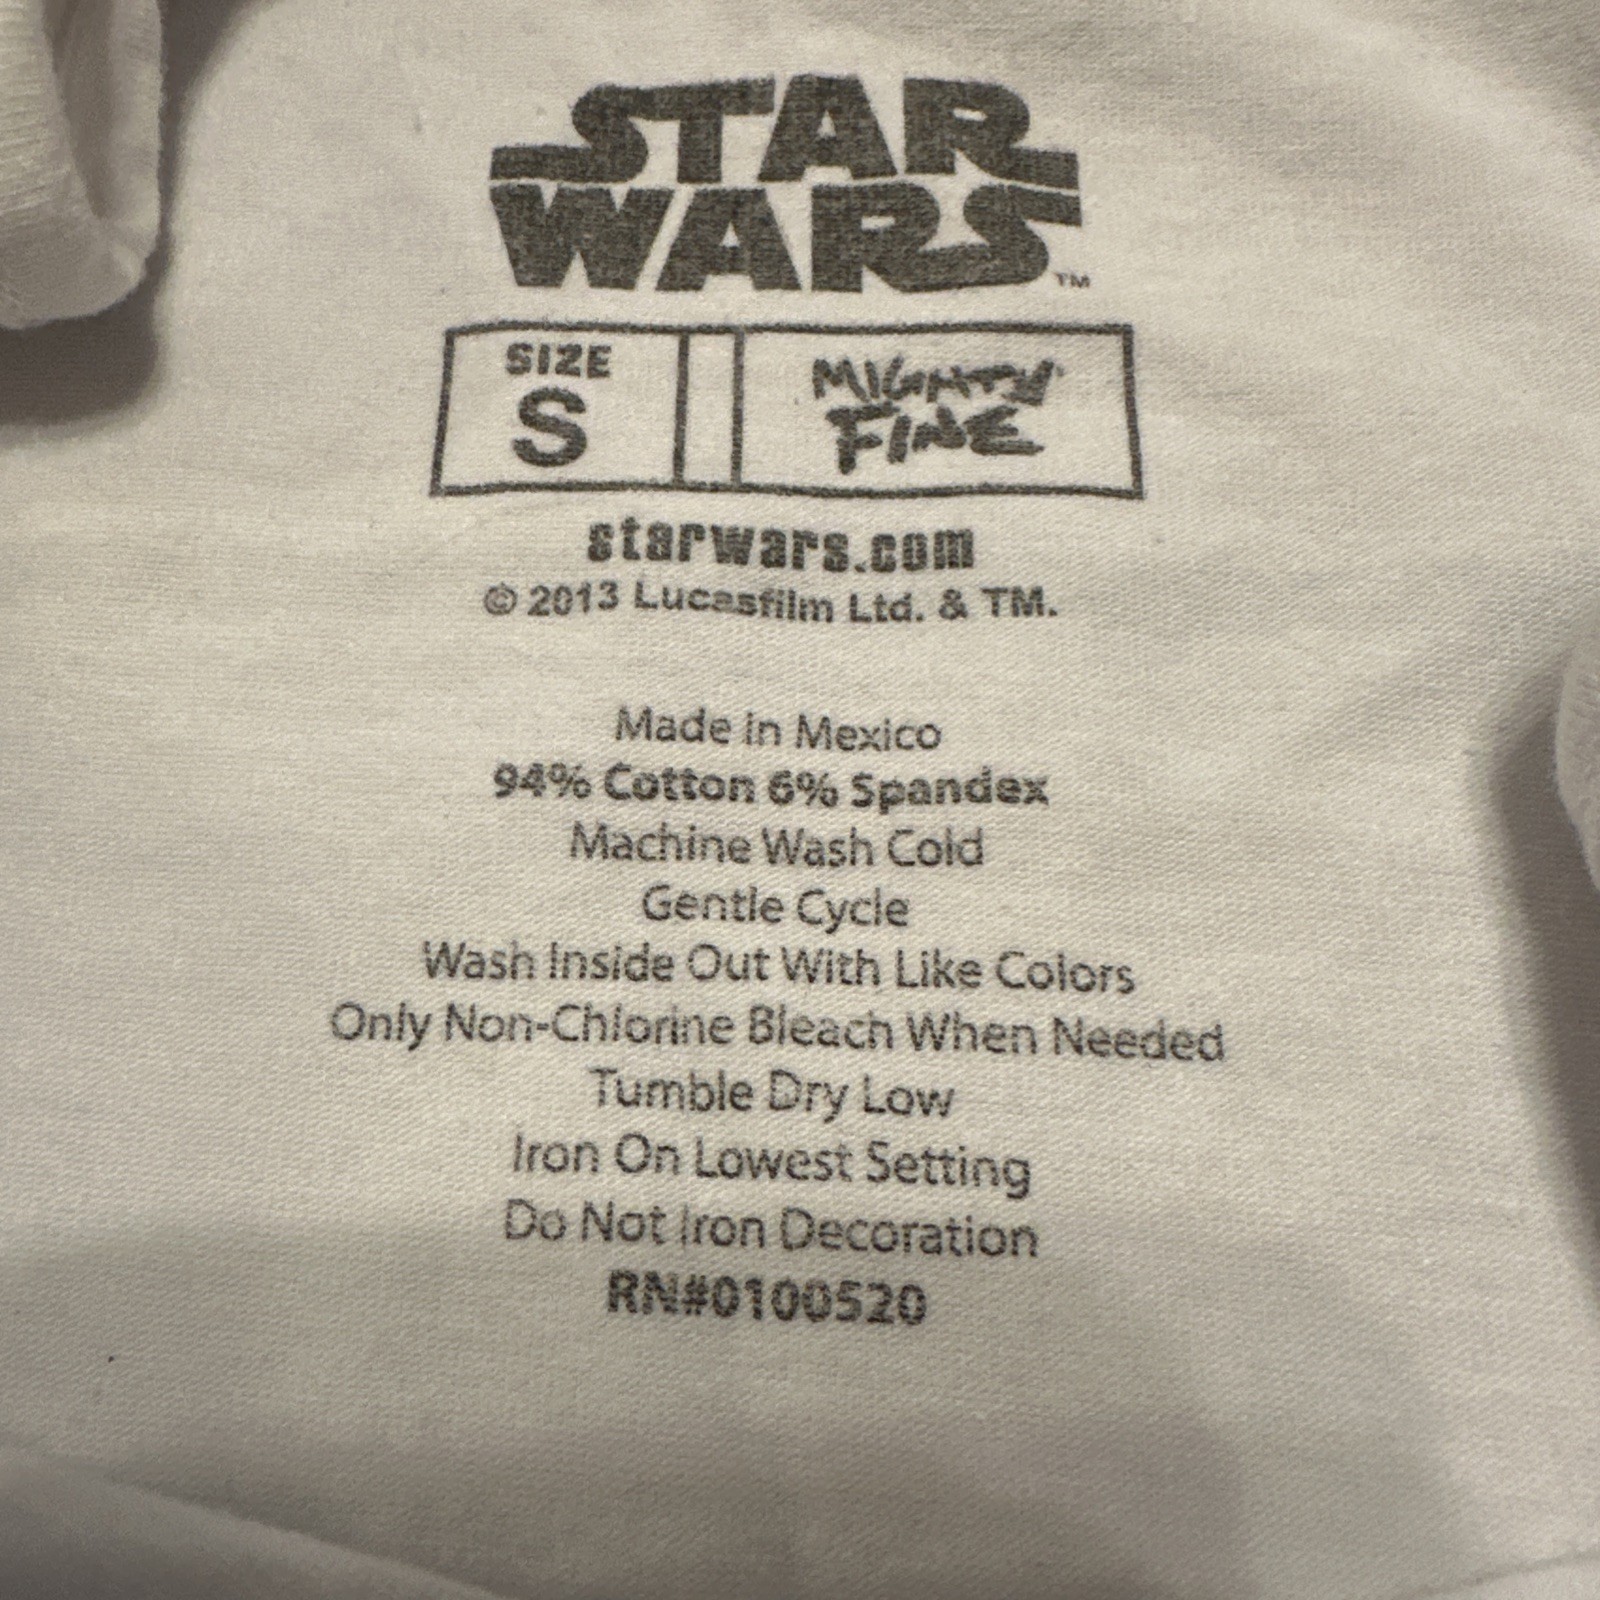 STAR
WARS™
SIZE
S
MIGHTY
FINE
starwars.com
© 2013 Lucasfilm Ltd. & TM.
Made in Mexico
94% Cotton 6% Spandex
Machine Wash Cold
Gentle Cycle
Wash Inside Out With Like Colors
Only Non-Chlorine Bleach When Needed
Tumble Dry Low
Iron On Lowest Setting
Do Not Iron Decoration
RN#0100520